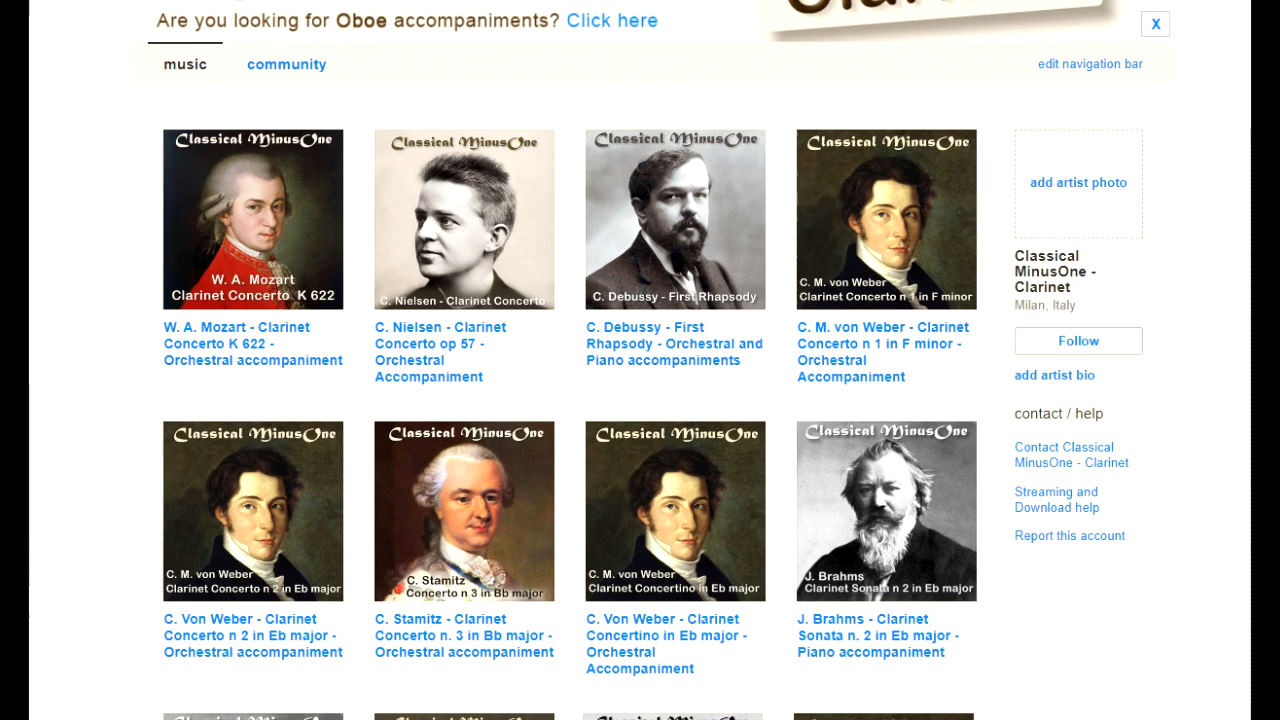 Are you looking for Oboe accompaniments? Click here
X
music
community
edit navigation bar
Classical MinusOne
W. A. Mozart
Clarinet Concerto K 622
W. A. Mozart - Clarinet
Concerto K 622 -
Orchestral accompaniment
Classical MinusOne
C. Nielsen - Clarinet Concerto
C. Nielsen - Clarinet
Concerto op 57 -
Orchestral
Accompaniment
Classical MinusOne
C. Debussy - First Rhapsody
C. Debussy - First
Rhapsody - Orchestral and
Piano accompaniments
Classical MinusOne
C. M. von Weber
Clarinet Concerto n 1 in F minor
C. M. von Weber - Clarinet
Concerto n 1 in F minor -
Orchestral
Accompaniment
add artist photo
Classical
MinusOne -
Clarinet
Milan, Italy
Follow
add artist bio
contact / help
Contact Classical
MinusOne - Clarinet
Streaming and
Download help
Report this account
Classical MinusOne
C. M. von Weber
Clarinet Concerto n 2 in Eb major
C. Von Weber - Clarinet
Concerto n 2 in Eb major -
Orchestral accompaniment
Classical MinusOne
C. Stamitz
Concerto n 3 in Bb major
C. Stamitz - Clarinet
Concerto n. 3 in Bb major -
Orchestral accompaniment
Classical MinusOne
C. M. von Weber
Clarinet Concertino in Eb major
C. Von Weber - Clarinet
Concertino in Eb major -
Orchestral
Accompaniment
Classical MinusOne
J. Brahms
Clarinet Sonata n 2 in Eb major
J. Brahms - Clarinet
Sonata n. 2 in Eb major -
Piano accompaniment
Classical MinusOne
Classical MinusOne
Classical MinusOne
Classical MinusOne